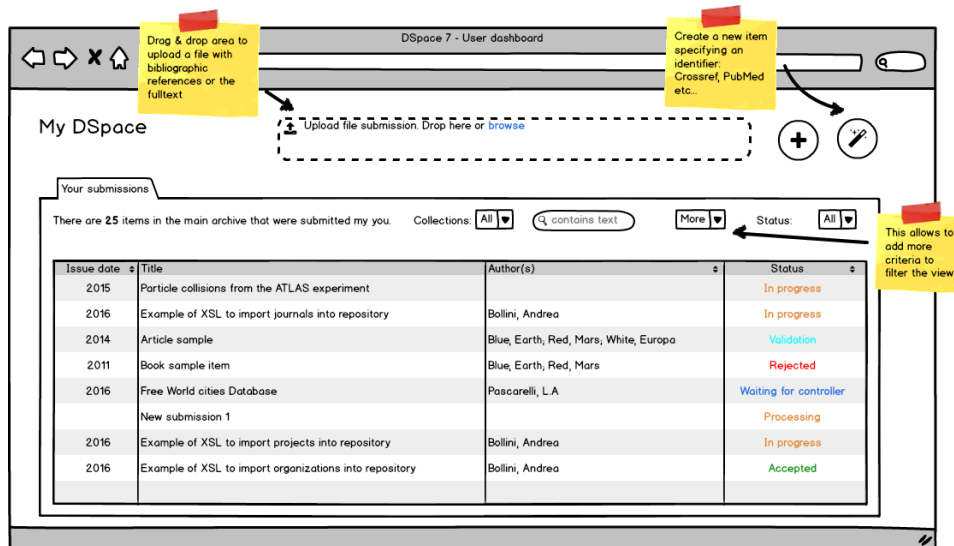 DSpace 7 - User dashboard
Drag & drop area to
upload a file with
bibliographic
references or the
fulltext
Create a new item
specifying an
identifier:
Crossref, PubMed
etc...
My DSpace
Upload file submission. Drop here or browse
Your submissions
There are 25 items in the main archive that were submitted my you. Collections: All contains text More Status: All
This allows to
add more
criteria to
filter the view
Issue date Title Author(s) Status
2015 Particle collisions from the ATLAS experiment In progress
2016 Example of XSL to import journals into repository Bollini, Andrea In progress
2014 Article sample Blue, Earth; Red, Mars; White, Europa Validation
2011 Book sample item Blue, Earth; Red, Mars Rejected
2016 Free World cities Database Pascarelli, L.A Waiting for controller
New submission 1 Processing
2016 Example of XSL to import projects into repository Bollini, Andrea In progress
2016 Example of XSL to import organizations into repository Bollini, Andrea Accepted